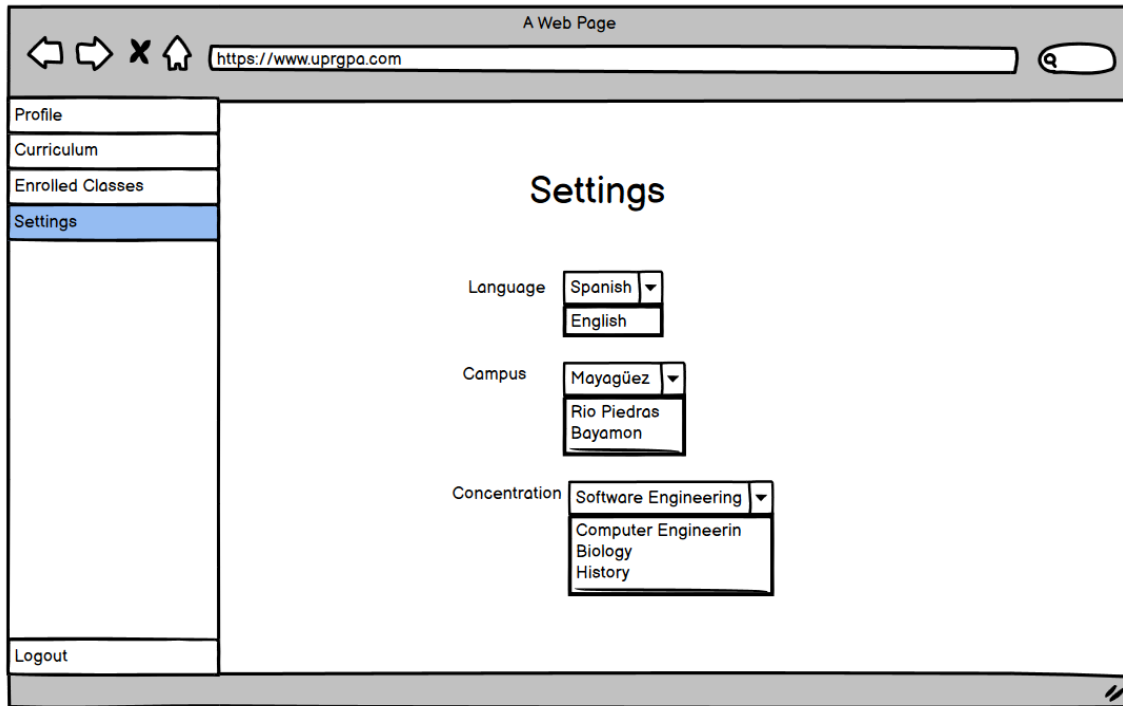 A Web Page
https://www.uprgpa.com
Profile
Curriculum
Enrolled Classes
Settings
Logout
Settings
Language
Spanish
English
Campus
Mayagüez
Rio Piedras
Bayamon
Concentration
Software Engineering
Computer Engineerin
Biology
History